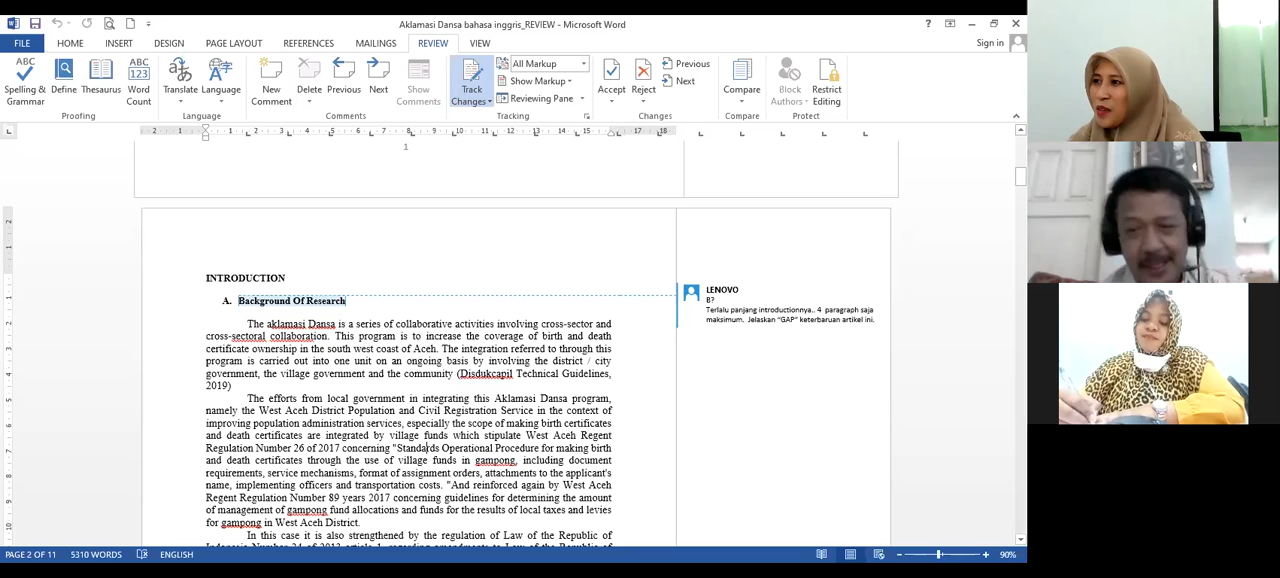 Aklamasi Dansa bahasa inggris_REVIEW - Microsoft Word
FILE HOME INSERT DESIGN PAGE LAYOUT REFERENCES MAILINGS REVIEW VIEW
Sign in
Spelling & Grammar
Define
Thesaurus
Word Count
Translate
Language
New Comment
Delete
Previous
Next
Show Comments
Track Changes
All Markup
Show Markup
Reviewing Pane
Accept
Reject
Previous
Next
Compare
Block Authors
Restrict Editing
Proofing
Language
Comments
Tracking
Changes
Compare
Protect
1
INTRODUCTION
A. Background Of Research
The aklamasi Dansa is a series of collaborative activities involving cross-sector and
cross-sectoral collaboration. This program is to increase the coverage of birth and death
certificate ownership in the south west coast of Aceh. The integration referred to through this
program is carried out into one unit on an ongoing basis by involving the district / city
government, the village government and the community (Disdukcapil Technical Guidelines,
2019)
The efforts from local government in integrating this Aklamasi Dansa program,
namely the West Aceh District Population and Civil Registration Service in the context of
improving population administration services, especially the scope of making birth certificates
and death certificates are integrated by village funds which stipulate West Aceh Regent
Regulation Number 26 of 2017 concerning "Standards Operational Procedure for making birth
and death certificates through the use of village funds in gampong, including document
requirements, service mechanisms, format of assignment orders, attachments to the applicant's
name, implementing officers and transportation costs. "And reinforced again by West Aceh
Regent Regulation Number 89 years 2017 concerning guidelines for determining the amount
of management of gampong fund allocations and funds for the results of local taxes and levies
for gampong in West Aceh District.
In this case it is also strengthened by the regulation of Law of the Republic of
LENOVO
B?
Terlalu panjang introductionnya.. 4 paragraph saja
maksimum. Jelaskan "GAP" keterbaruan artikel ini.
PAGE 2 OF 11 5310 WORDS ENGLISH
90%